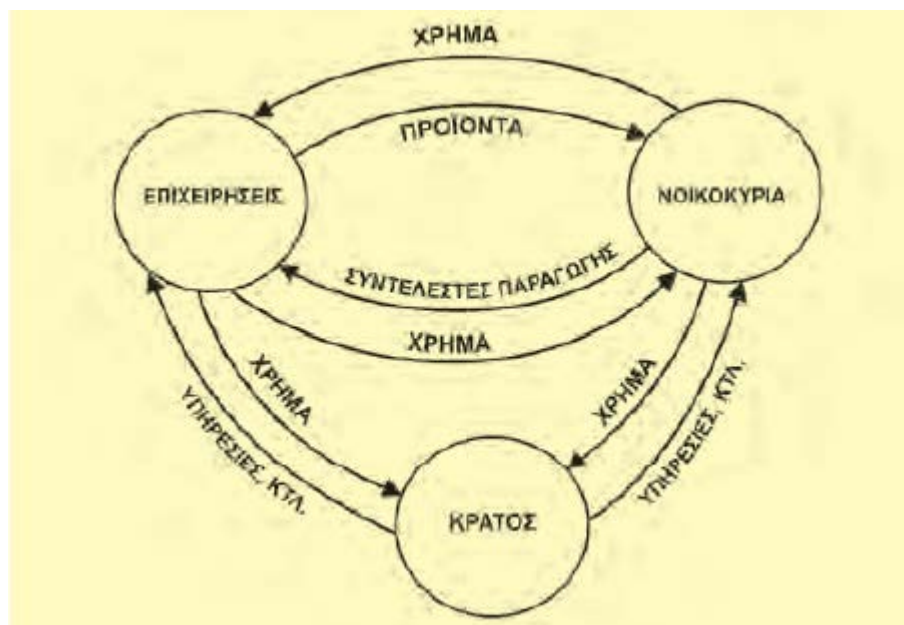 ΧΡΗΜΑ
ΠΡΟΪΟΝΤΑ
ΕΠΙΧΕΙΡΗΣΕΙΣ
ΝΟΙΚΟΚΥΡΙΑ
ΣΥΝΤΕΛΕΣΤΕΣ ΠΑΡΑΓΩΓΗΣ
ΧΡΗΜΑ
ΧΡΗΜΑ
ΧΡΗΜΑ
ΥΠΗΡΕΣΙΕΣ, ΚΤΛ.
ΥΠΗΡΕΣΙΕΣ, ΚΤΛ.
ΚΡΑΤΟΣ